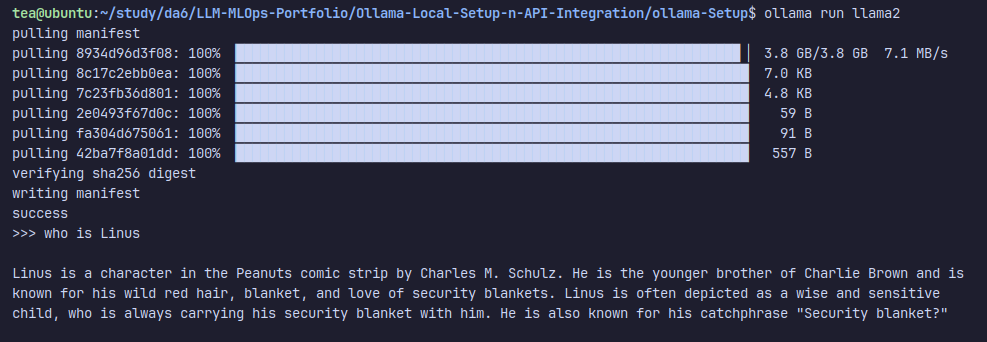 tea@ubuntu:~/study/da6/LLM-MLOps-Portfolio/Ollama-Local-Setup-n-API-Integration/ollama-Setup$ ollama run llama2
pulling manifest
pulling 8934d96d3f08: 100% 3.8 GB/3.8 GB 7.1 MB/s
pulling 8c17c2ebb0ea: 100% 7.0 KB
pulling 7c23fb36d801: 100% 4.8 KB
pulling 2e0493f67d0c: 100% 59 B
pulling fa304d675061: 100% 91 B
pulling 42ba7f8a01dd: 100% 557 B
verifying sha256 digest
writing manifest
success
>>> who is Linus
Linus is a character in the Peanuts comic strip by Charles M. Schulz. He is the younger brother of Charlie Brown and is
known for his wild red hair, blanket, and love of security blankets. Linus is often depicted as a wise and sensitive
child, who is always carrying his security blanket with him. He is also known for his catchphrase "Security blanket?"